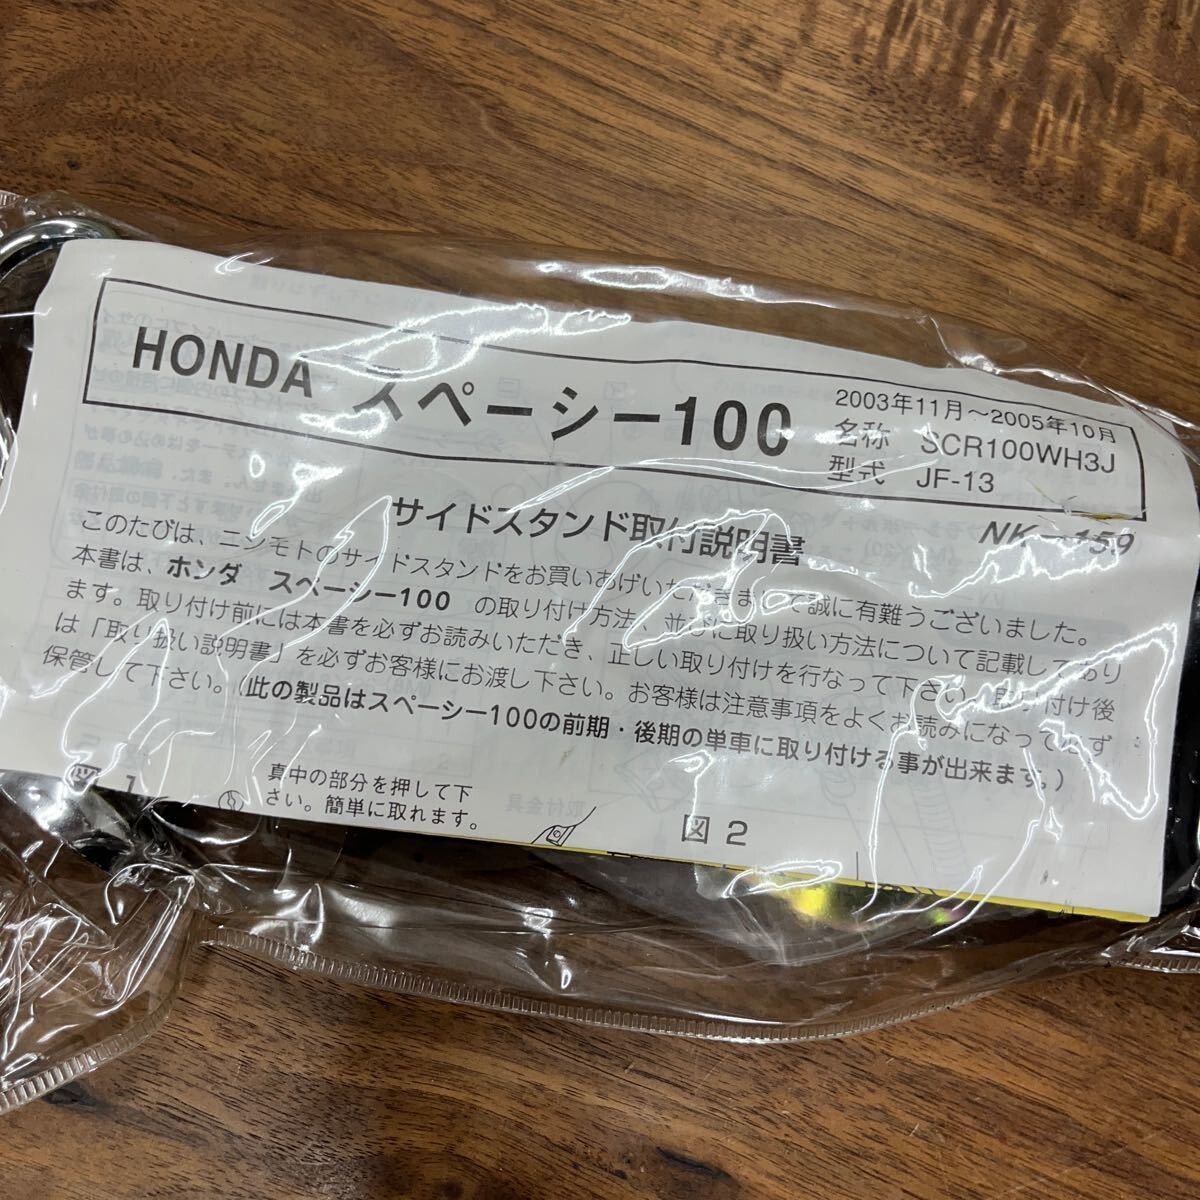 HONDA スペーシー100
2003年11月～2005年10月
名称 SCR100WH3J
型式 JF-13
サイドスタンド取付説明書
NK-159
このたびは、ニシモトのサイドスタンドをお買いあげいただきまして誠に有難うございました。
本書は、ホンダ スペーシー100 の取り付け方法、並びに取り扱い方法について記載してあり
ます。取り付け前には本書を必ずお読みいただき、正しい取り付けを行なって下さい。取り付け後
は「取り扱い説明書」を必ずお客様にお渡し下さい。お客様は注意事項をよくお読みになって必ず
保管して下さい。(此の製品はスペーシー100の前期・後期の単車に取り付ける事が出来ます。)
図 1
真中の部分を押して下
さい。簡単に取れます。
図 2
取付金具